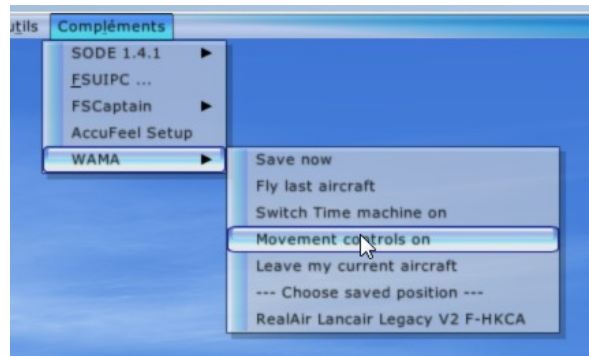 utils Compléments
SODE 1.4.1
FSUIPC ...
FSCaptain
AccuFeel Setup
WAMA
Save now
Fly last aircraft
Switch Time machine on
Movement controls on
Leave my current aircraft
--- Choose saved position ---
RealAir Lancair Legacy V2 F-HKCA